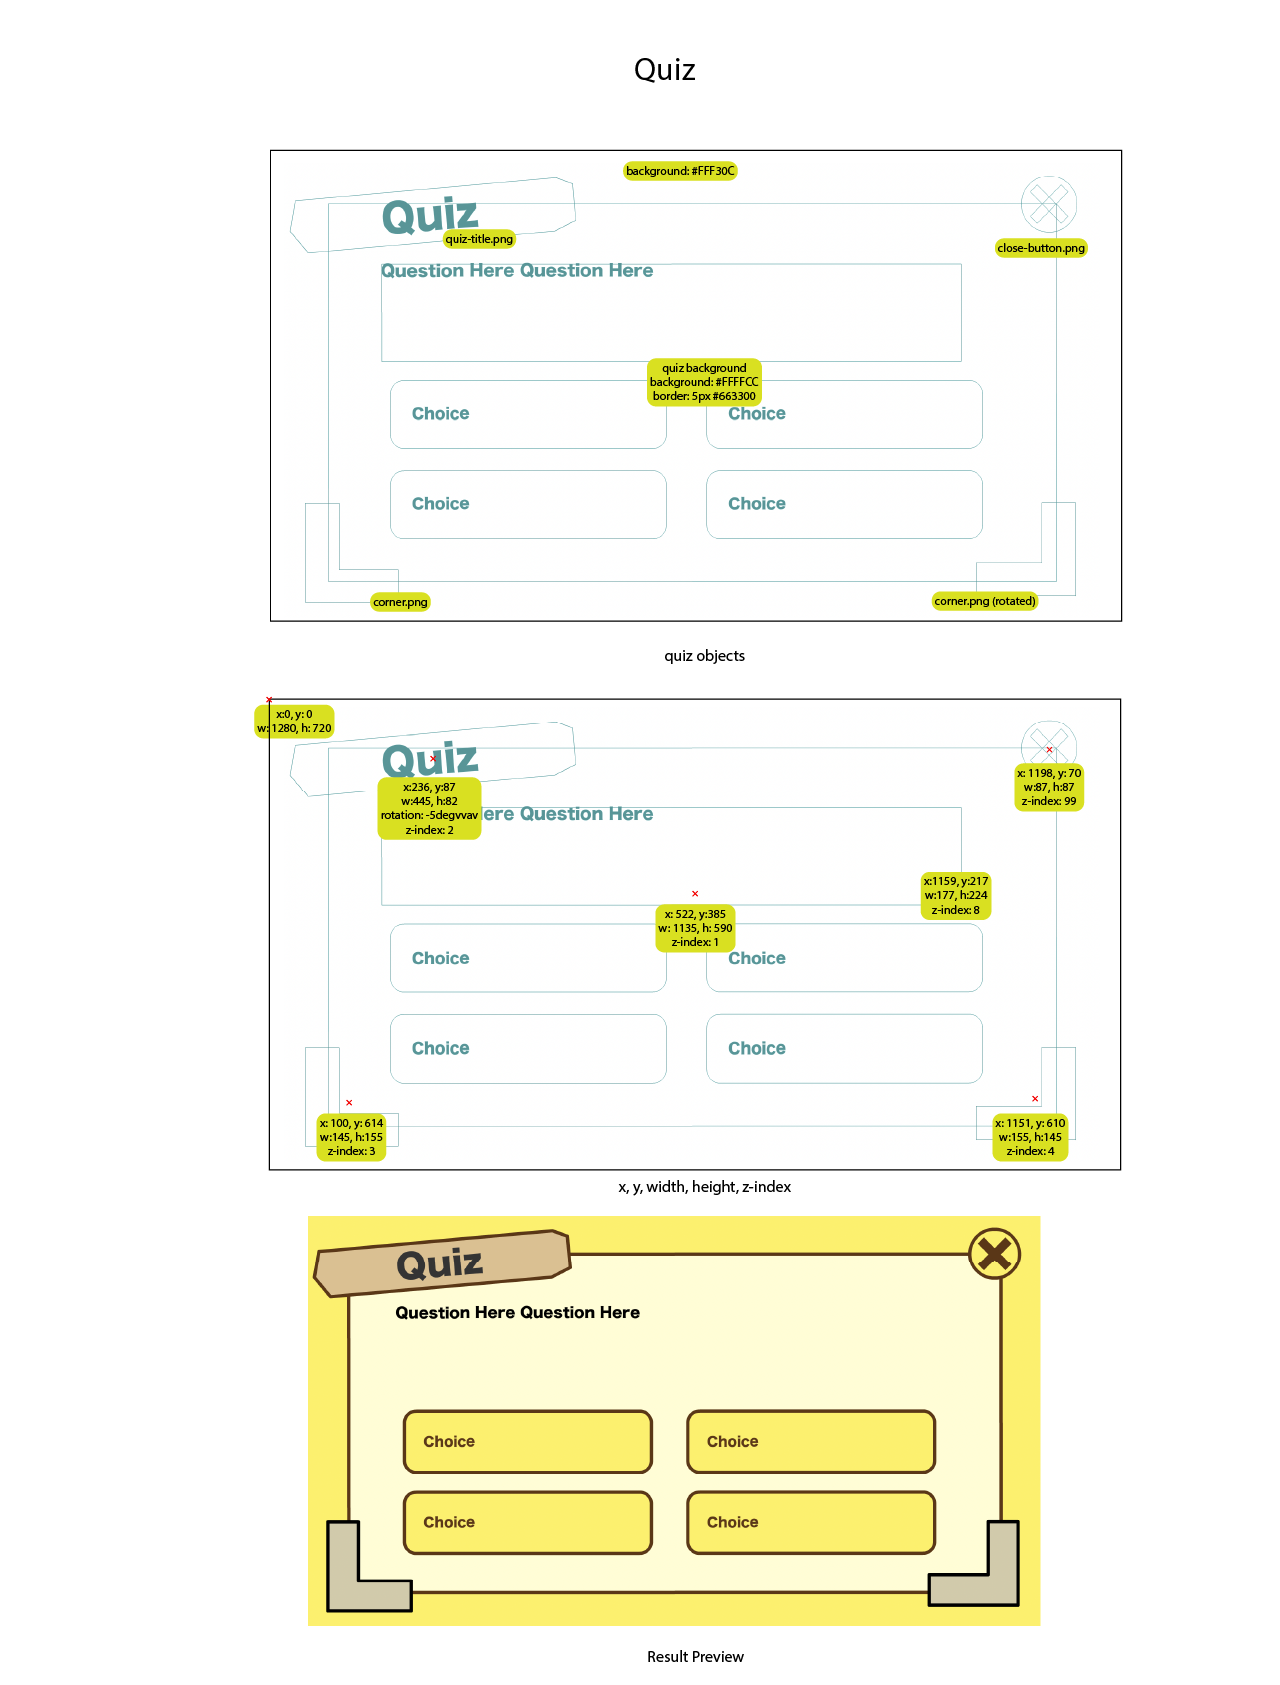 Quiz
background: #FFF30C
Quiz
quiz-title.png
close-button.png
Question Here Question Here
quiz background
background: #FFFFCC
border: 5px #663300
Choice
Choice
Choice
Choice
corner.png
corner.png (rotated)
quiz objects
x:0, y: 0
w: 1280, h: 720
Quiz
x:236, y:87
w:445, h:82
rotation: -5degvvav
z-index: 2
x: 1198, y: 70
w:87, h:87
z-index: 99
ere Question Here
x:1159, y:217
w:177, h:224
z-index: 8
x: 522, y:385
w: 1135, h: 590
z-index: 1
Choice
Choice
Choice
Choice
x: 100, y: 614
w:145, h:155
z-index: 3
x: 1151, y: 610
w:155, h:145
z-index: 4
x, y, width, height, z-index
Quiz
Question Here Question Here
Choice
Choice
Choice
Choice
Result Preview